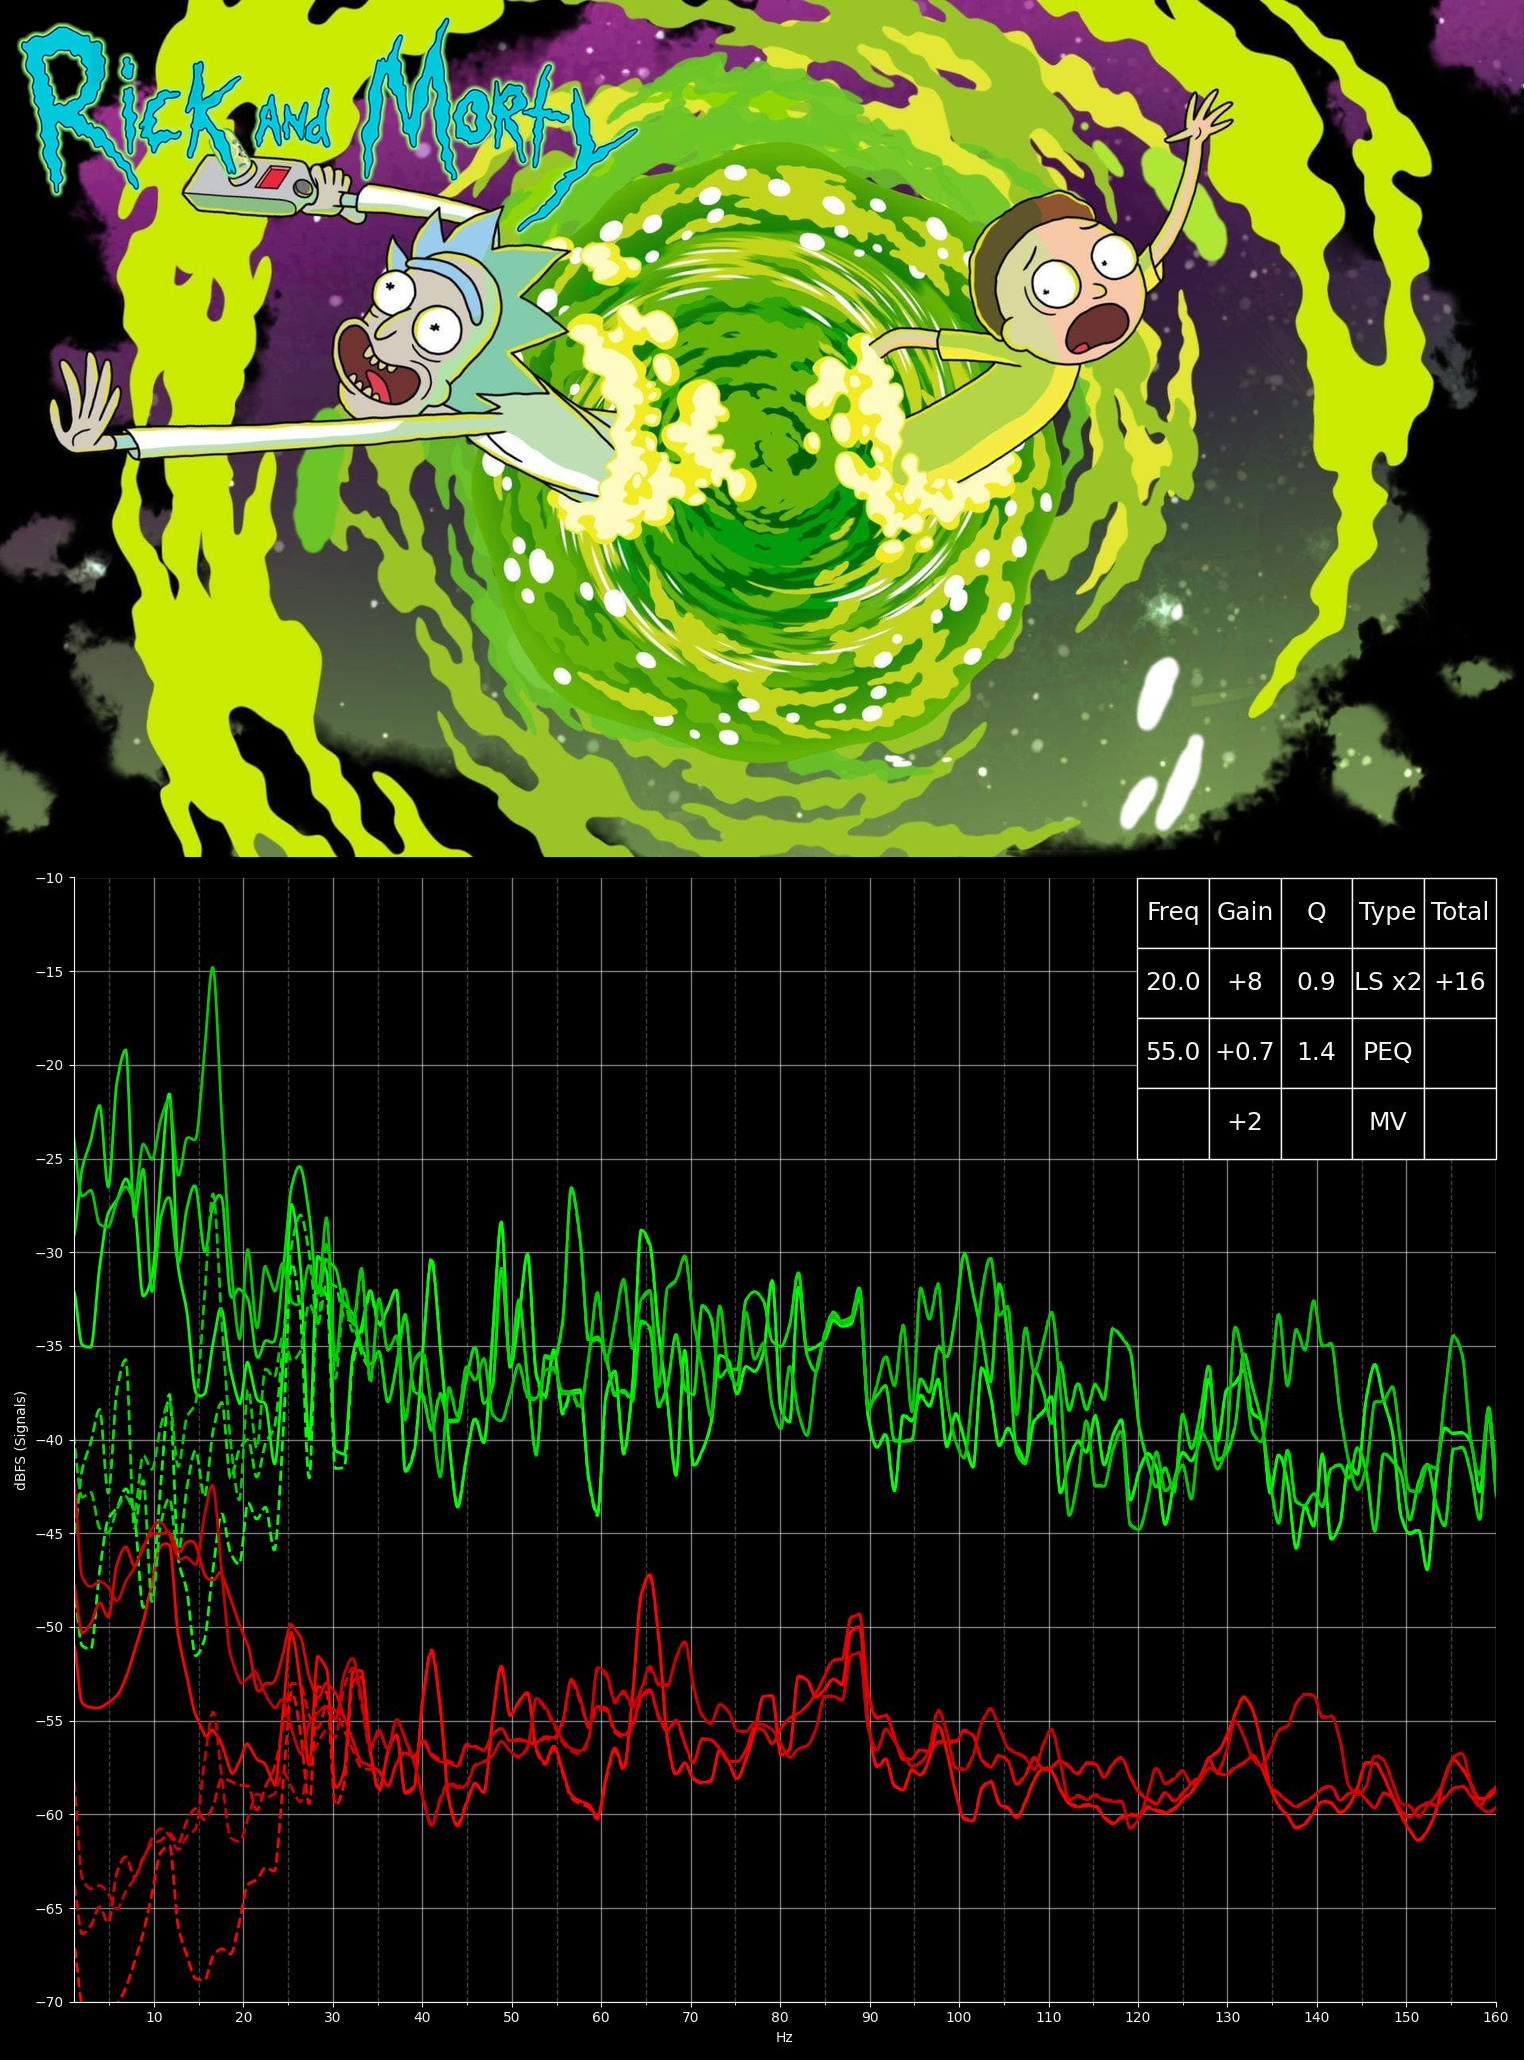 Rick and Morty
Freq Gain Q Type Total
20.0 +8 0.9 LS x2 +16
55.0 +0.7 1.4 PEQ
+2 MV
−10
−15
−20
−25
−30
−35
−40
−45
−50
−55
−60
−65
−70
dBFS (Signals)
10 20 30 40 50 60 70 80 90 100 110 120 130 140 150 160
Hz